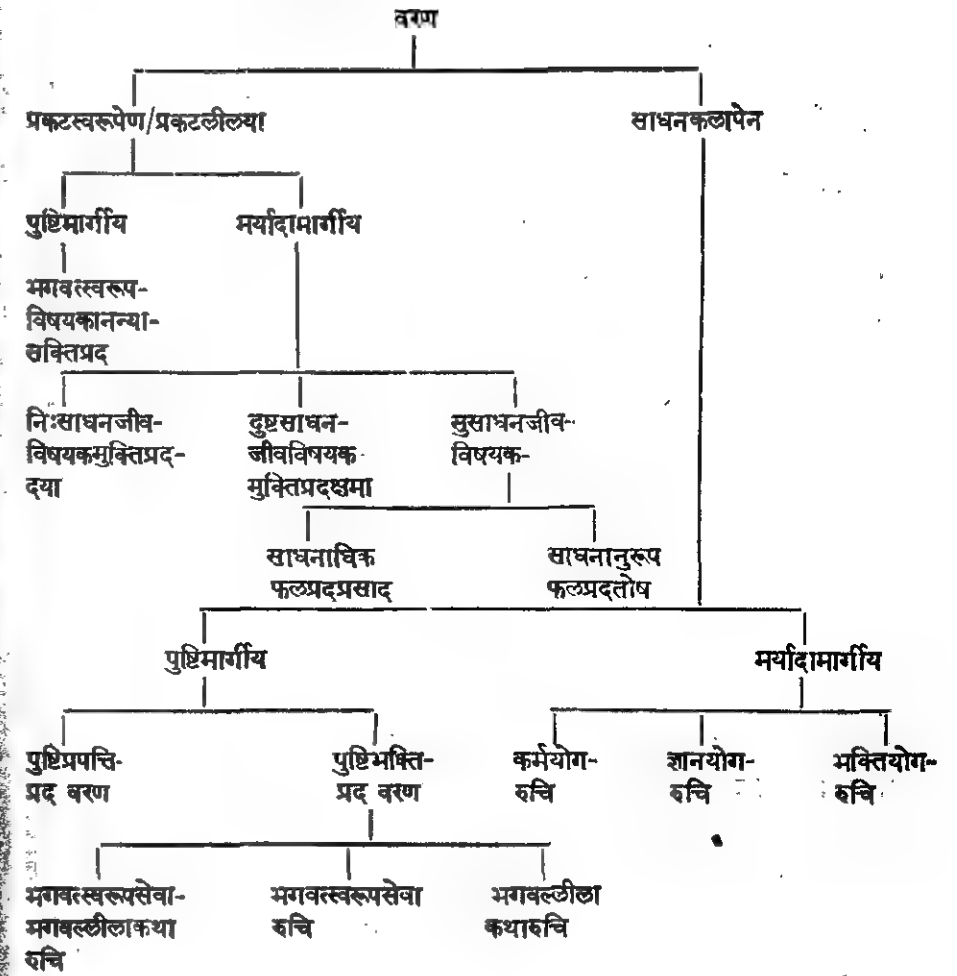 वरण
प्रकटस्वरूपेण/प्रकटलीलया
साधनकलापेन
पुष्टिमार्गीय
मर्यादामार्गीय
भगवत्स्वरूप-
विषयकानन्या-
सक्तिप्रद
निःसाधनजीव-
विषयकमुक्तिप्रद-
दया
दुष्टसाधन-
जीवविषयक
मुक्तिप्रदक्षमा
सुसाधनजीव-
विषयक-
साधनाधिक
फलप्रदप्रसाद
साधनानुरूप
फलप्रदतोष
पुष्टिमार्गीय
मर्यादामार्गीय
पुष्टिप्रपत्ति-
प्रद वरण
पुष्टिभक्ति-
प्रद वरण
कर्मयोग-
रुचि
ज्ञानयोग-
रुचि
भक्तियोग-
रुचि
भगवत्स्वरूपसेवा-
भगवल्लीलाकथा
रुचि
भगवत्स्वरूपसेवा
रुचि
भगवल्लीला
कथारुचि